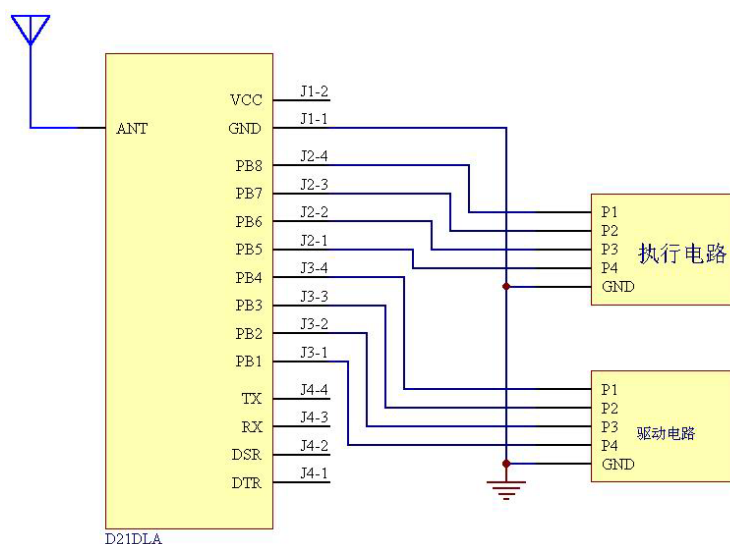 VCC J1-2
ANT GND J1-1
PB8 J2-4
PB7 J2-3
PB6 J2-2
PB5 J2-1
PB4 J3-4
PB3 J3-3
PB2 J3-2
PB1 J3-1
TX J4-4
RX J4-3
DSR J4-2
DTR J4-1
D21DLA
P1
P2
P3
P4
GND
执行电路
P1
P2
P3
P4
GND
驱动电路